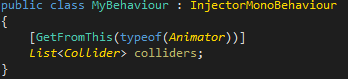 public class MyBehaviour : InjectorMonoBehaviour
{
[GetFromThis(typeof(Animator))]
List<Collider> colliders;
}